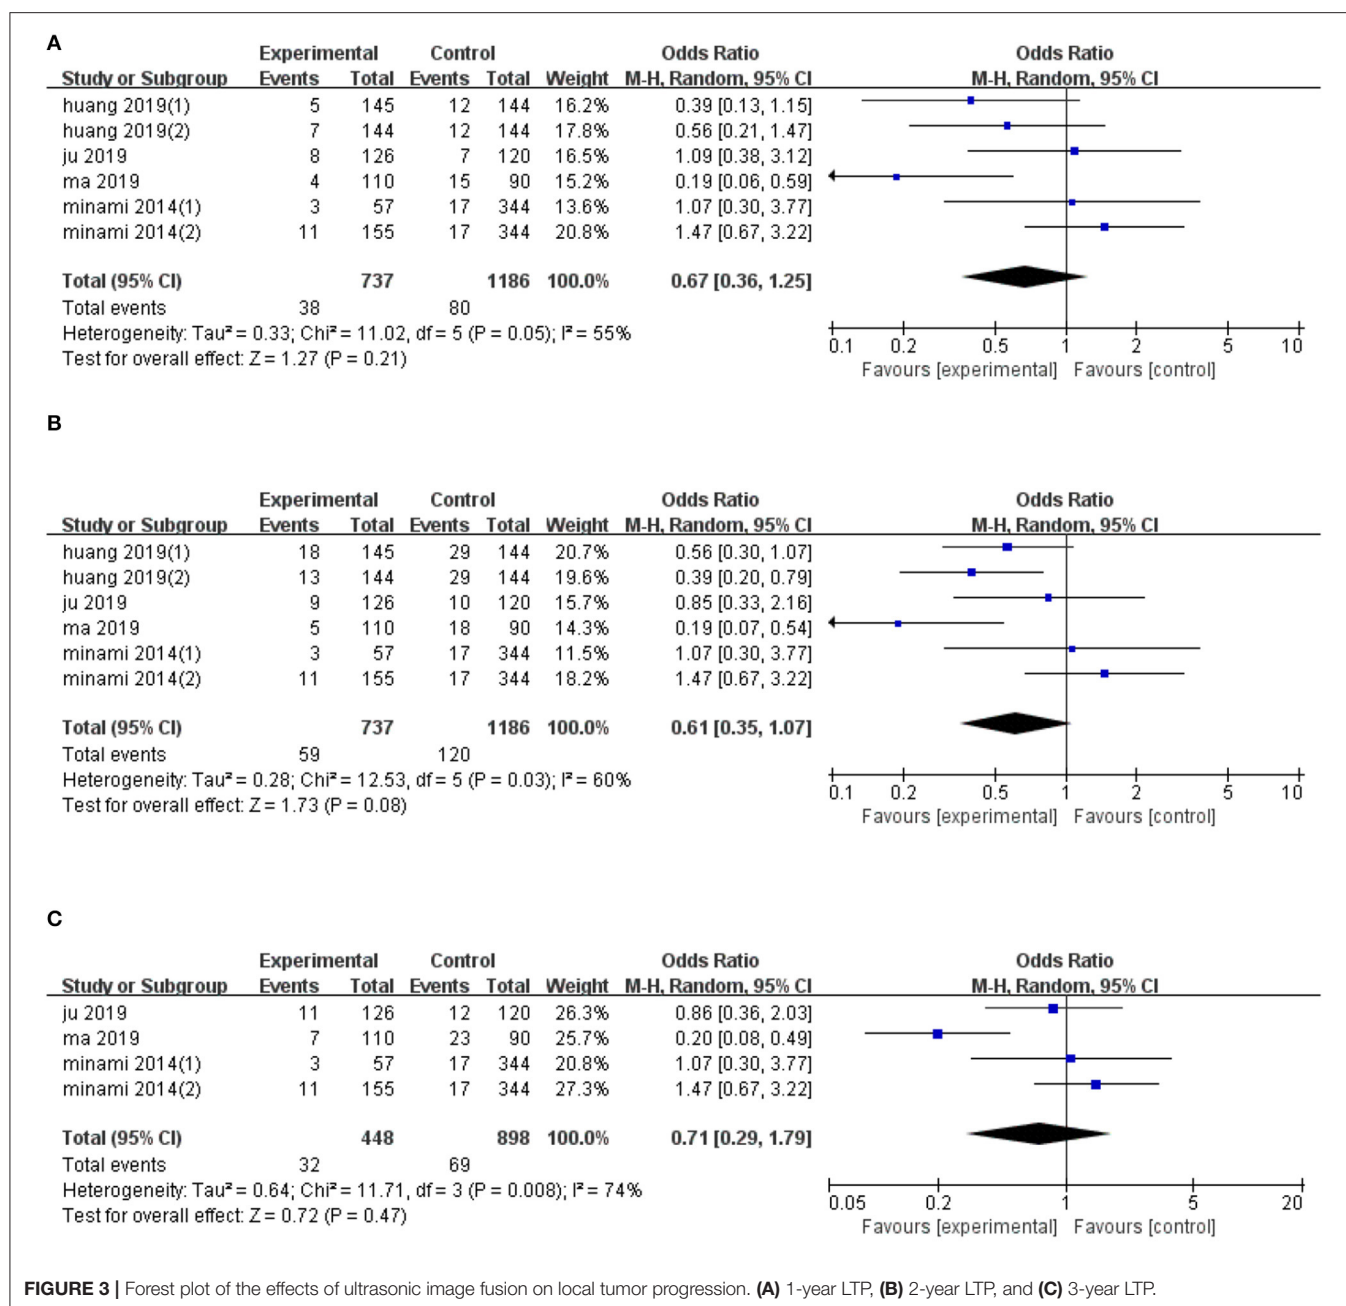 A
Experimental Control Odds Ratio Odds Ratio
Study or Subgroup Events Total Events Total Weight M-H, Random, 95% CI M-H, Random, 95% CI
huang 2019(1) 5 145 12 144 16.2% 0.39 [0.13, 1.15]
huang 2019(2) 7 144 12 144 17.8% 0.56 [0.21, 1.47]
ju 2019 8 126 7 120 16.5% 1.09 [0.38, 3.12]
ma 2019 4 110 15 90 15.2% 0.19 [0.06, 0.59]
minami 2014(1) 3 57 17 344 13.6% 1.07 [0.30, 3.77]
minami 2014(2) 11 155 17 344 20.8% 1.47 [0.67, 3.22]
Total (95% CI) 737 1186 100.0% 0.67 [0.36, 1.25]
Total events 38 80
Heterogeneity: Tau² = 0.33; Chi² = 11.02, df = 5 (P = 0.05); I² = 55%
Test for overall effect: Z = 1.27 (P = 0.21)
0.1 0.2 0.5 1 2 5 10
Favours [experimental] Favours [control]
B
Experimental Control Odds Ratio Odds Ratio
Study or Subgroup Events Total Events Total Weight M-H, Random, 95% CI M-H, Random, 95% CI
huang 2019(1) 18 145 29 144 20.7% 0.56 [0.30, 1.07]
huang 2019(2) 13 144 29 144 19.6% 0.39 [0.20, 0.79]
ju 2019 9 126 10 120 15.7% 0.85 [0.33, 2.16]
ma 2019 5 110 18 90 14.3% 0.19 [0.07, 0.54]
minami 2014(1) 3 57 17 344 11.5% 1.07 [0.30, 3.77]
minami 2014(2) 11 155 17 344 18.2% 1.47 [0.67, 3.22]
Total (95% CI) 737 1186 100.0% 0.61 [0.35, 1.07]
Total events 59 120
Heterogeneity: Tau² = 0.28; Chi² = 12.53, df = 5 (P = 0.03); I² = 60%
Test for overall effect: Z = 1.73 (P = 0.08)
0.1 0.2 0.5 1 2 5 10
Favours [experimental] Favours [control]
C
Experimental Control Odds Ratio Odds Ratio
Study or Subgroup Events Total Events Total Weight M-H, Random, 95% CI M-H, Random, 95% CI
ju 2019 11 126 12 120 26.3% 0.86 [0.36, 2.03]
ma 2019 7 110 23 90 25.7% 0.20 [0.08, 0.49]
minami 2014(1) 3 57 17 344 20.8% 1.07 [0.30, 3.77]
minami 2014(2) 11 155 17 344 27.3% 1.47 [0.67, 3.22]
Total (95% CI) 448 898 100.0% 0.71 [0.29, 1.79]
Total events 32 69
Heterogeneity: Tau² = 0.64; Chi² = 11.71, df = 3 (P = 0.008); I² = 74%
Test for overall effect: Z = 0.72 (P = 0.47)
0.05 0.2 1 5 20
Favours [experimental] Favours [control]
FIGURE 3 | Forest plot of the effects of ultrasonic image fusion on local tumor progression. (A) 1-year LTP, (B) 2-year LTP, and (C) 3-year LTP.